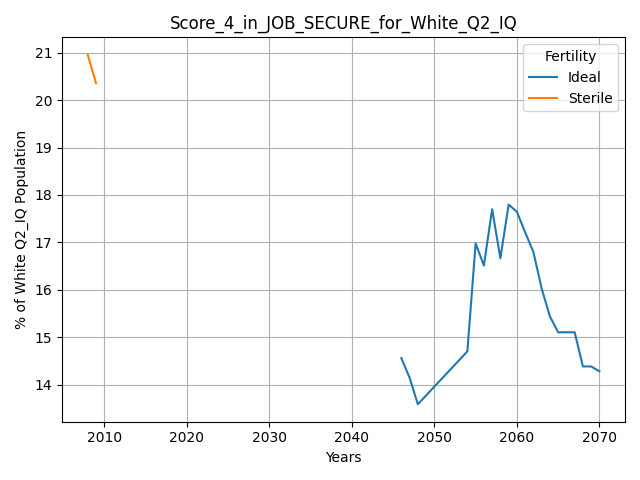 Score_4_in_JOB_SECURE_for_White_Q2_IQ
% of White Q2_IQ Population
21
20
19
18
17
16
15
14
Fertility
Ideal
Sterile
2010 2020 2030 2040 2050 2060 2070
Years